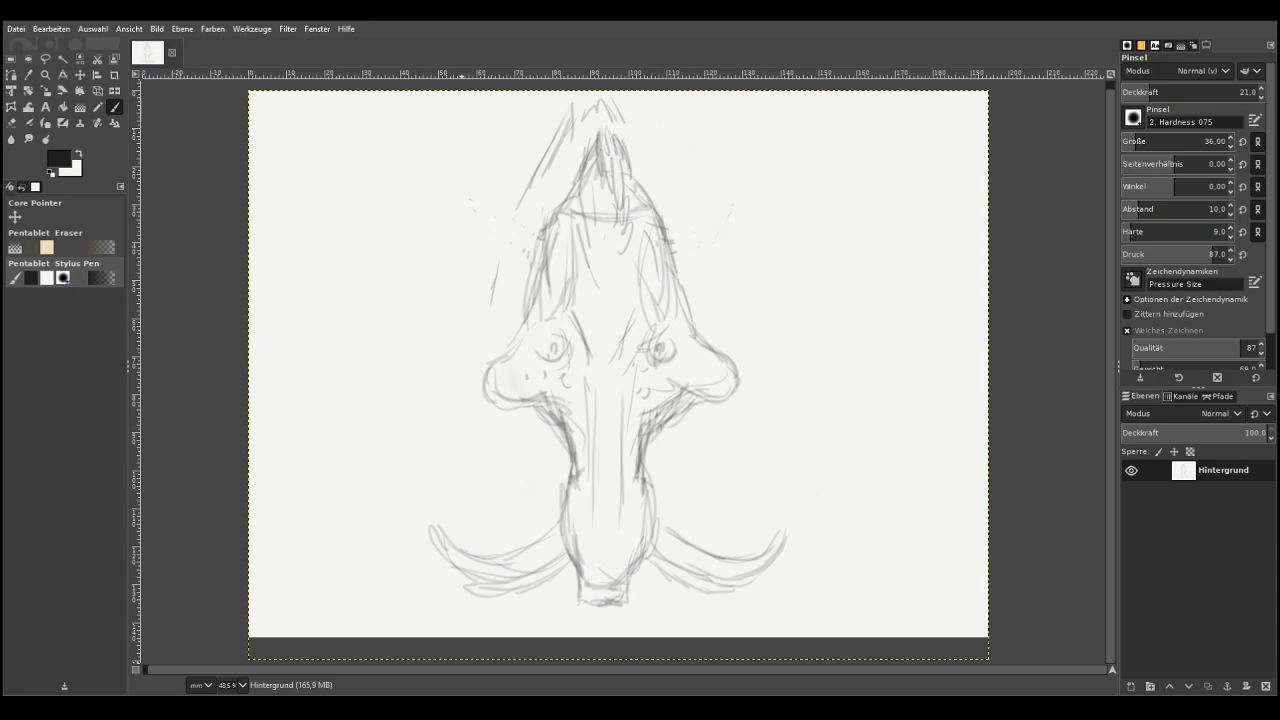 Datei Bearbeiten Auswahl Ansicht Bild Ebene Farben Werkzeuge Filter Fenster Hilfe
Core Pointer
Pentablet Eraser
Pentablet Stylus Pen
Pinsel
Modus Normal (v)
Deckkraft 21,0
Pinsel
2. Hardness 075
Größe 36,00
Seitenverhältnis 0,00
Winkel 0,00
Abstand 10,0
Härte 9,0
Druck 87,0
Zeichendynamiken
Pressure Size
Optionen der Zeichendynamik
Zittern hinzufügen
Weiches Zeichnen
Qualität 87
Ebenen Kanäle Pfade
Modus Normal
Deckkraft 100,0
Sperre:
Hintergrund
mm 48,5 % Hintergrund (165,9 MB)